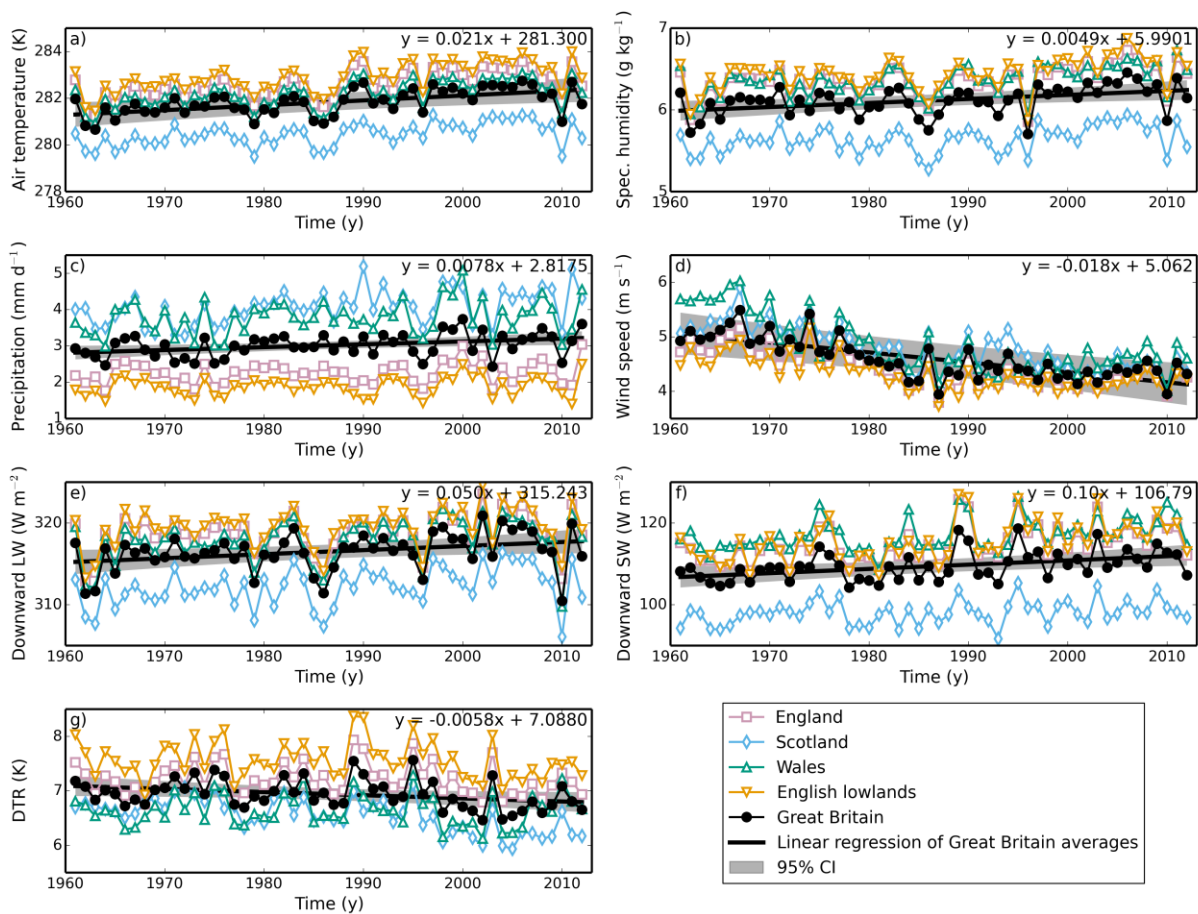 a)
y = 0.021x + 281.300
Air temperature (K)
284
282
280
278
1960 1970 1980 1990 2000 2010
Time (y)
b)
y = 0.0049x + 5.9901
Spec. humidity (g kg⁻¹)
7
6
5
1960 1970 1980 1990 2000 2010
Time (y)
c)
y = 0.0078x + 2.8175
Precipitation (mm d⁻¹)
5
4
3
2
1
1960 1970 1980 1990 2000 2010
Time (y)
d)
y = -0.018x + 5.062
Wind speed (m s⁻¹)
6
5
4
1960 1970 1980 1990 2000 2010
Time (y)
e)
y = 0.050x + 315.243
Downward LW (W m⁻²)
320
310
1960 1970 1980 1990 2000 2010
Time (y)
f)
y = 0.10x + 106.79
Downward SW (W m⁻²)
120
100
1960 1970 1980 1990 2000 2010
Time (y)
g)
y = -0.0058x + 7.0880
DTR (K)
8
7
6
1960 1970 1980 1990 2000 2010
Time (y)
England
Scotland
Wales
English lowlands
Great Britain
Linear regression of Great Britain averages
95% CI